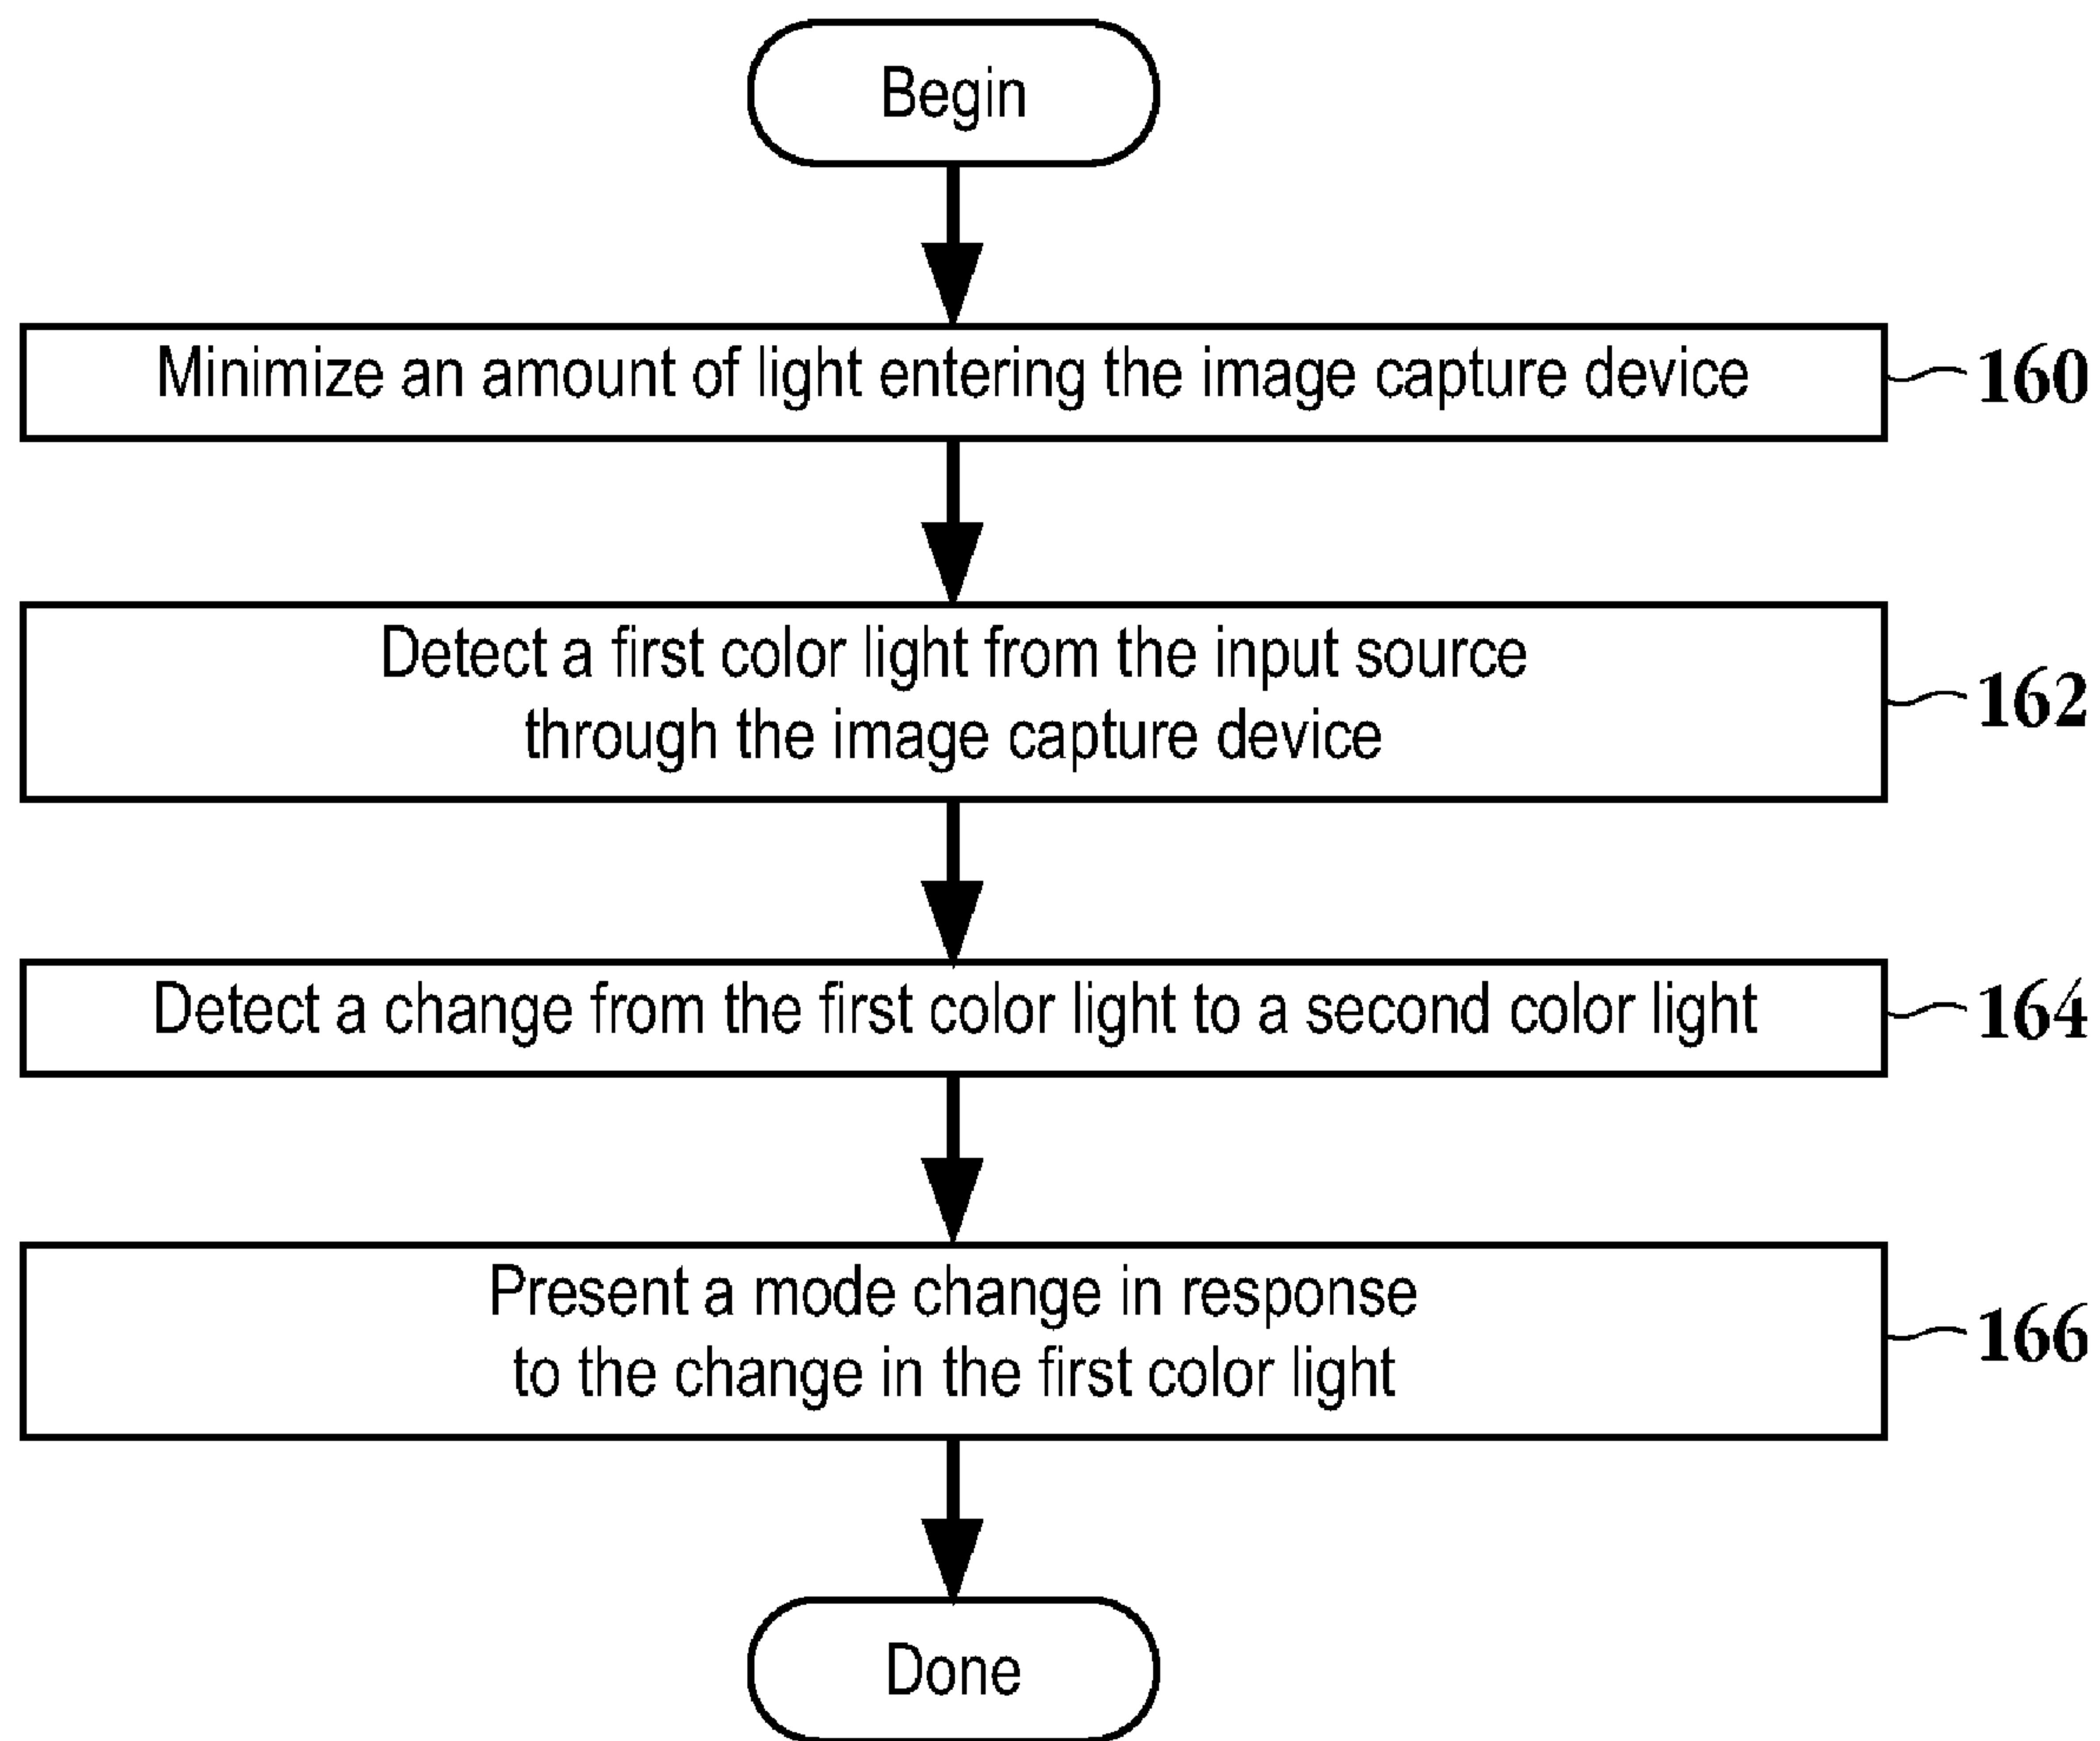 Begin
Minimize an amount of light entering the image capture device
160
Detect a first color light from the input source
through the image capture device
162
Detect a change from the first color light to a second color light
164
Present a mode change in response
to the change in the first color light
166
Done